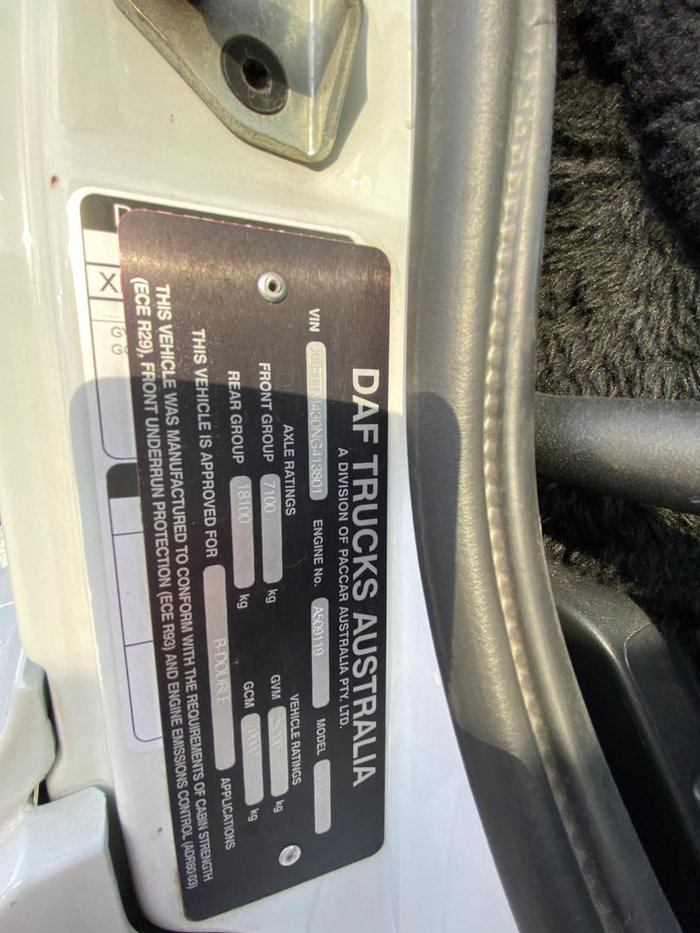 DAF TRUCKS AUSTRALIA
A DIVISION OF PACCAR AUSTRALIA PTY. LTD.
VIN ENGINE No. A509119 MODEL
AXLE RATINGS VEHICLE RATINGS
FRONT GROUP 7100 kg GVM kg
REAR GROUP 18100 kg GCM kg
THIS VEHICLE IS APPROVED FOR B-DOUBLE APPLICATIONS
THIS VEHICLE WAS MANUFACTURED TO CONFORM WITH THE REQUIREMENTS OF CABIN STRENGTH
(ECE R29), FRONT UNDERRUN PROTECTION (ECE R93) AND ENGINE EMISSIONS CONTROL (ADR80/03)
D
X